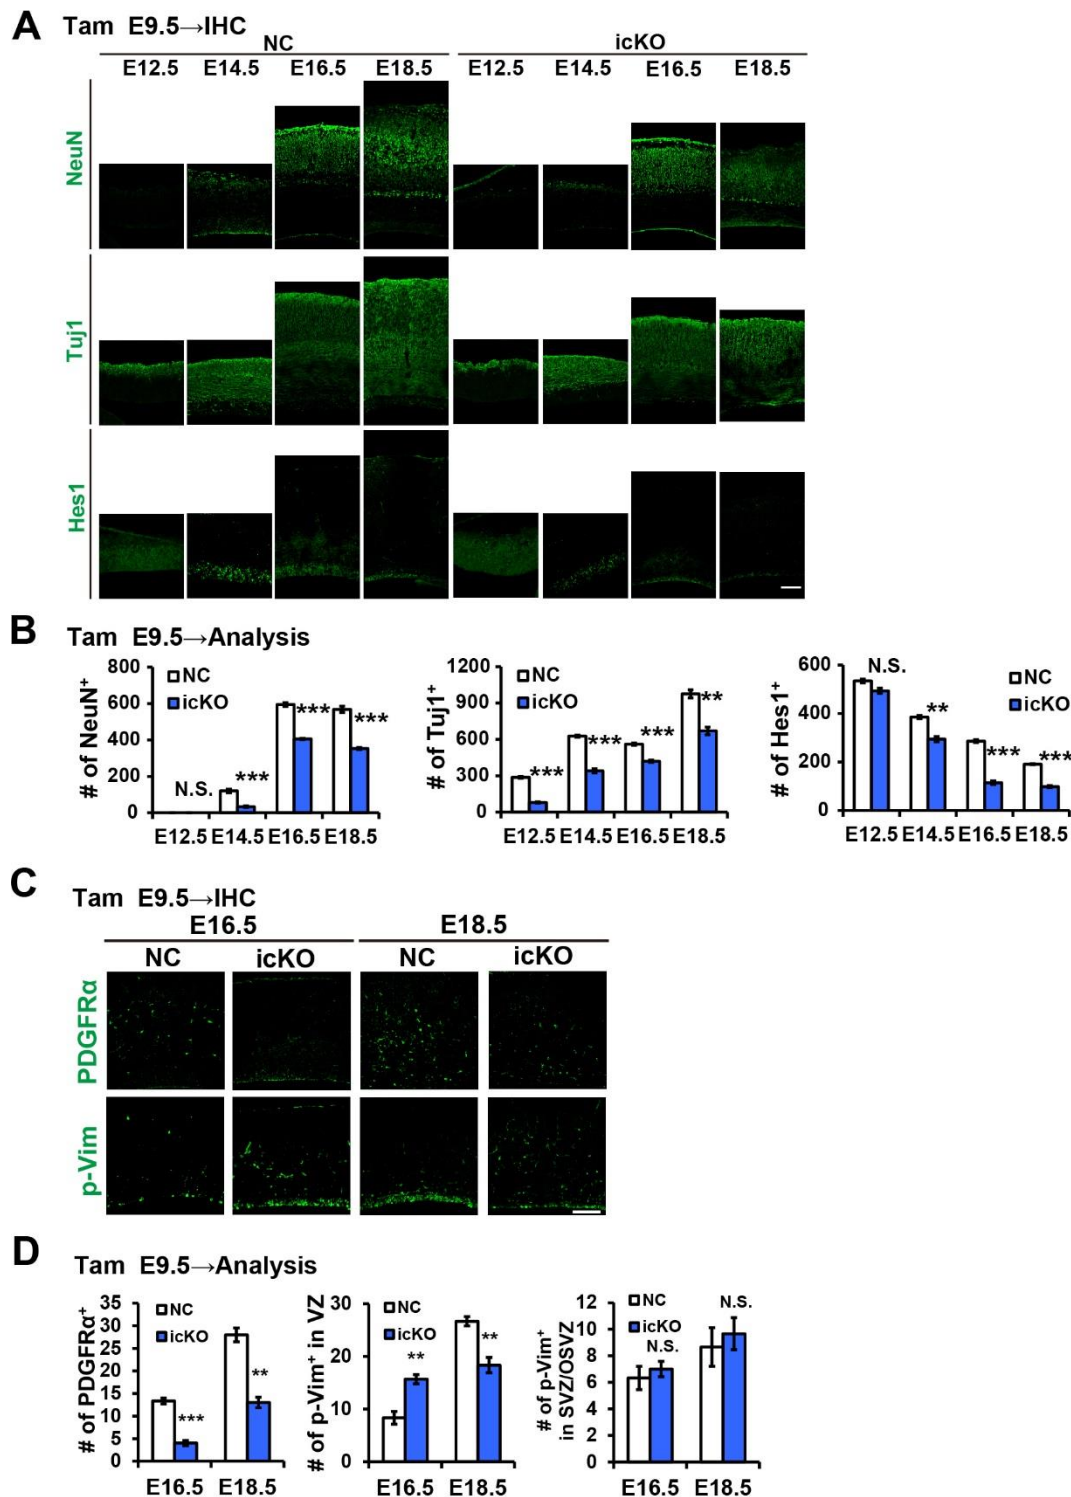 A Tam E9.5→IHC
NC icKO
E12.5 E14.5 E16.5 E18.5 E12.5 E14.5 E16.5 E18.5
NeuN
Tuj1
Hes1
B Tam E9.5→Analysis
# of NeuN+
800
600
400
200
0
NC
icKO
N.S. *** *** ***
E12.5 E14.5 E16.5 E18.5
# of Tuj1+
1200
900
600
300
0
NC
icKO
*** *** *** **
E12.5 E14.5 E16.5 E18.5
# of Hes1+
600
400
200
0
NC
icKO
N.S. ** *** ***
E12.5 E14.5 E16.5 E18.5
C Tam E9.5→IHC
E16.5 E18.5
NC icKO NC icKO
PDGFRα
p-Vim
D Tam E9.5→Analysis
# of PDGFRα+
35
30
25
20
15
10
5
0
NC
icKO
*** **
E16.5 E18.5
# of p-Vim+ in VZ
30
20
10
0
NC
icKO
** **
E16.5 E18.5
# of p-Vim+
in SVZ/OSVZ
12
10
8
6
4
2
0
NC
icKO
N.S. N.S.
E16.5 E18.5